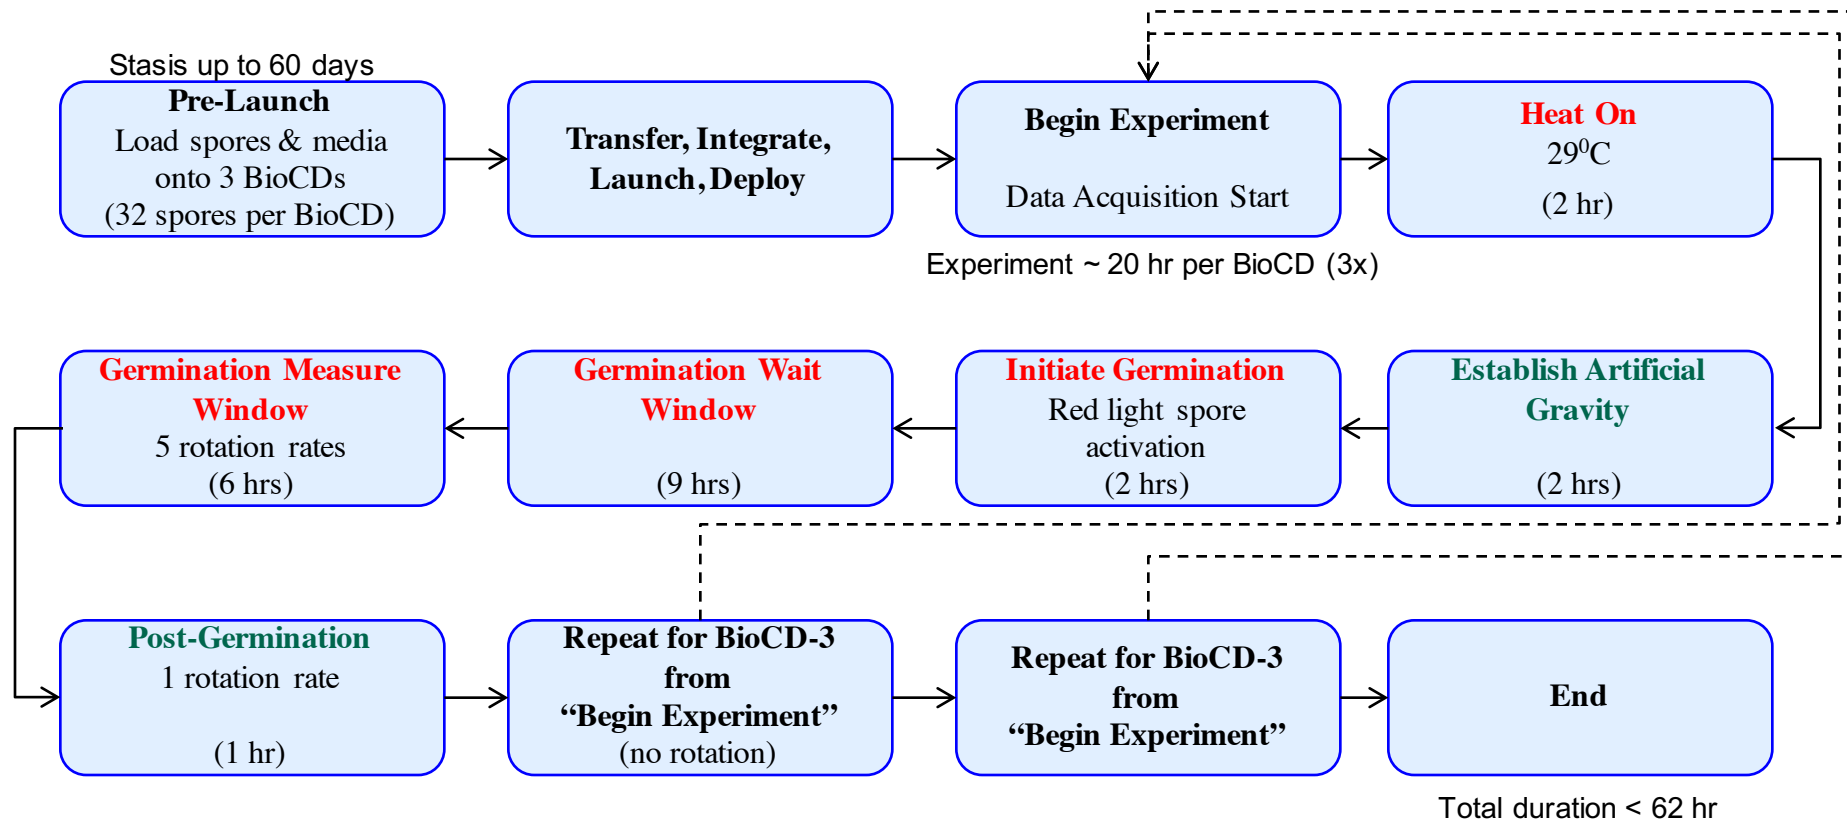 Stasis up to 60 days
Pre-Launch
Load spores & media
onto 3 BioCDs
(32 spores per BioCD)
Transfer, Integrate,
Launch, Deploy
Begin Experiment
Data Acquisition Start
Heat On
29⁰C
(2 hr)
Experiment ~ 20 hr per BioCD (3x)
Germination Measure
Window
5 rotation rates
(6 hrs)
Germination Wait
Window
(9 hrs)
Initiate Germination
Red light spore
activation
(2 hrs)
Establish Artificial
Gravity
(2 hrs)
Post-Germination
1 rotation rate
(1 hr)
Repeat for BioCD-3
from
“Begin Experiment”
(no rotation)
Repeat for BioCD-3
from
“Begin Experiment”
End
Total duration < 62 hr